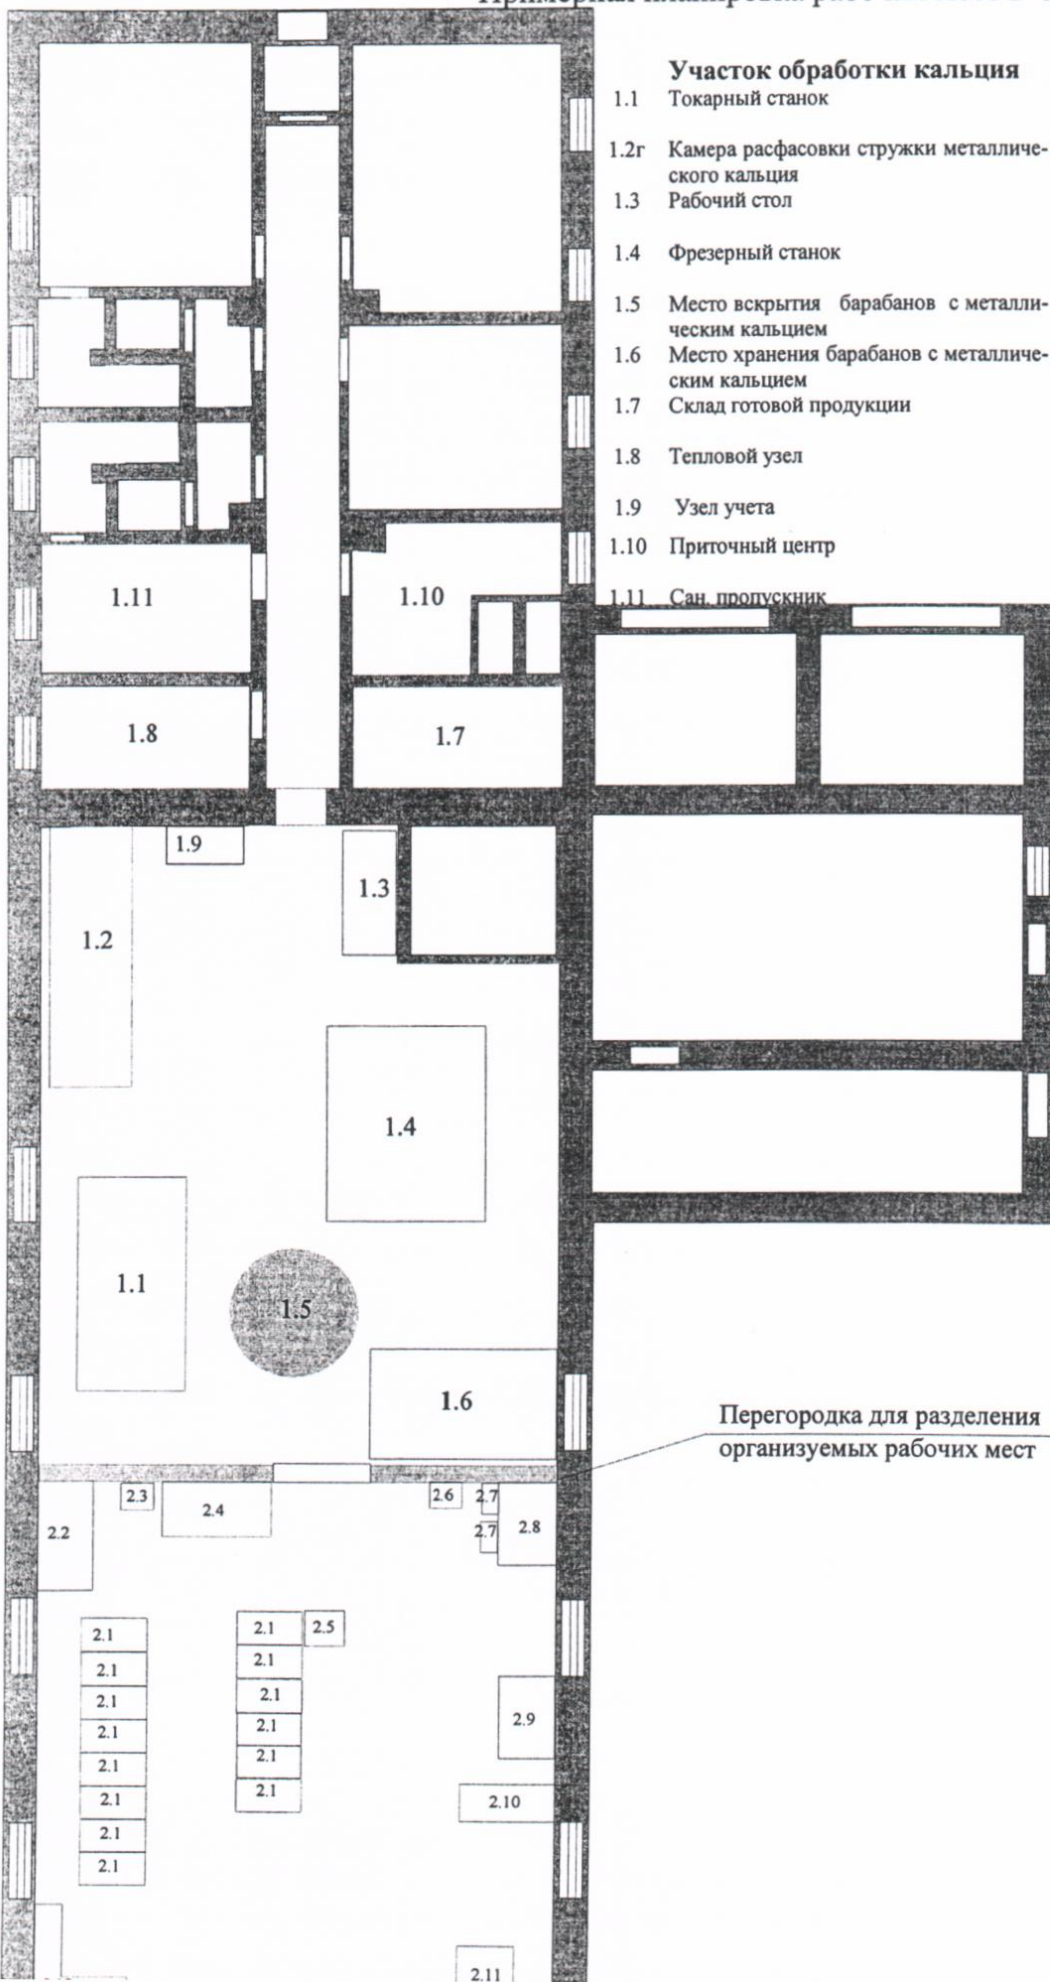 Участок обработки кальция
1.1 Токарный станок
1.2г Камера расфасовки стружки металличе-
ского кальция
1.3 Рабочий стол
1.4 Фрезерный станок
1.5 Место вскрытия барабанов с металли-
ческим кальцием
1.6 Место хранения барабанов с металличе-
ским кальцием
1.7 Склад готовой продукции
1.8 Тепловой узел
1.9 Узел учета
1.10 Приточный центр
1.11 Сан. пропускник
1.11
1.10
1.8
1.7
1.9
1.3
1.2
1.4
1.1
1.5
1.6
Перегородка для разделения
организуемых рабочих мест
2.3
2.4
2.6
2.7
2.7
2.8
2.2
2.1
2.1
2.1
2.1
2.1
2.1
2.1
2.1
2.1
2.5
2.1
2.1
2.1
2.1
2.1
2.9
2.10
2.11